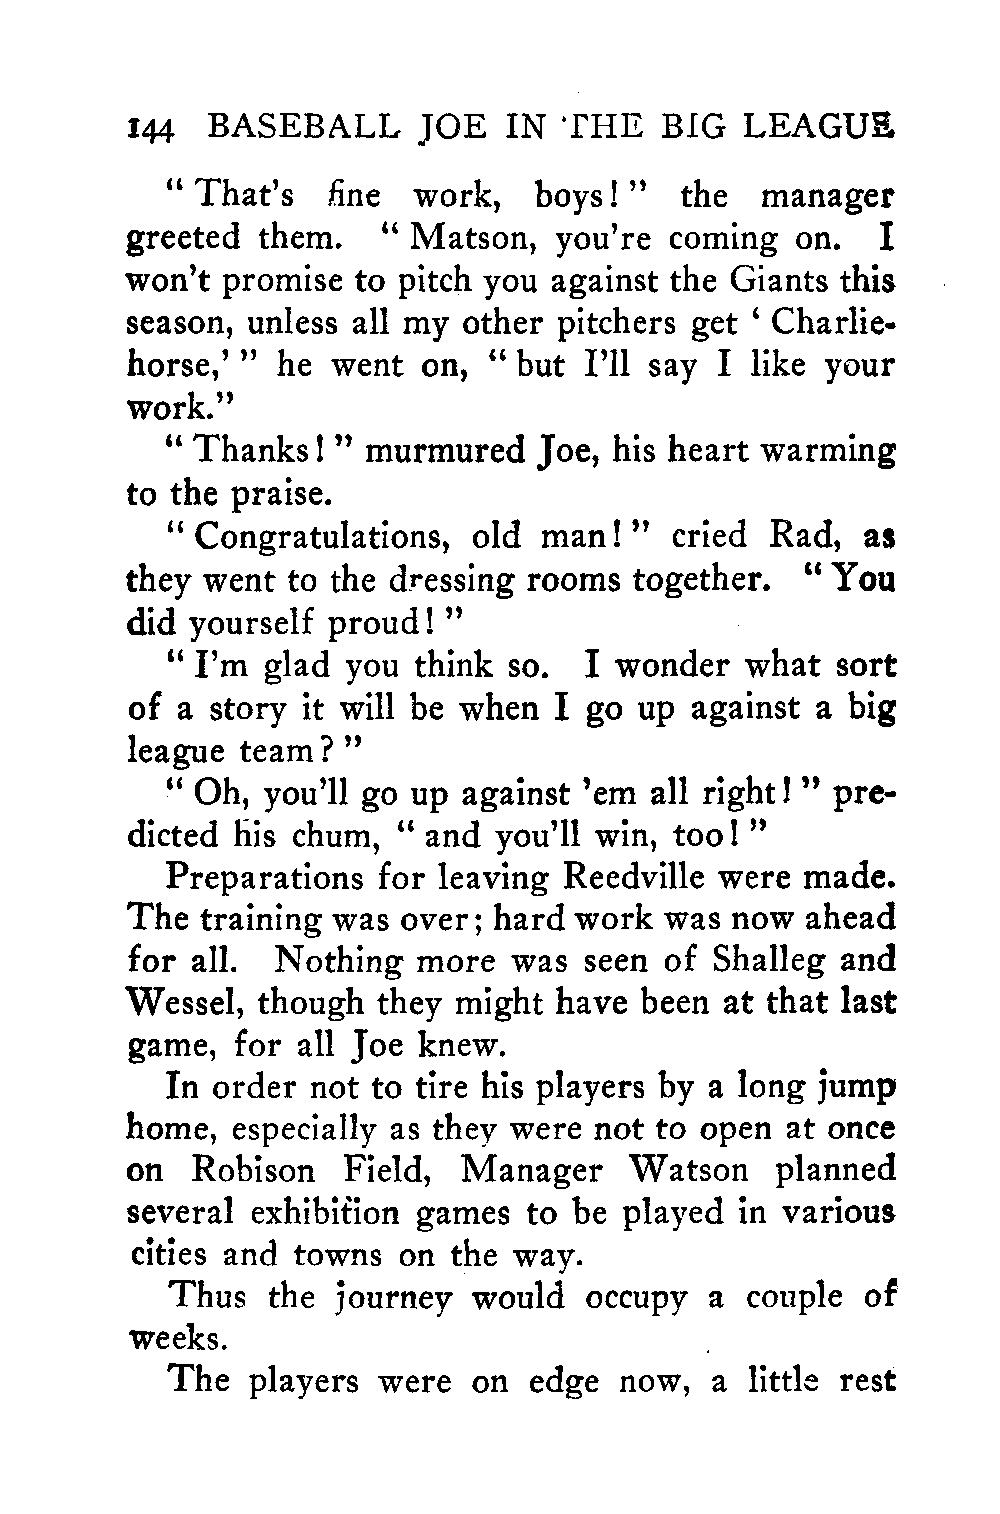 144 BASEBALL JOE IN THE BIG LEAGUE
" That's fine work, boys! " the manager
greeted them. " Matson, you're coming on. I
won't promise to pitch you against the Giants this
season, unless all my other pitchers get ' Charlie-
horse,' " he went on, " but I'll say I like your
work."
" Thanks! " murmured Joe, his heart warming
to the praise.
" Congratulations, old man! " cried Rad, as
they went to the dressing rooms together. " You
did yourself proud! "
" I'm glad you think so. I wonder what sort
of a story it will be when I go up against a big
league team? "
" Oh, you'll go up against 'em all right! " pre-
dicted his chum, " and you'll win, too! "
Preparations for leaving Reedville were made.
The training was over; hard work was now ahead
for all. Nothing more was seen of Shalleg and
Wessel, though they might have been at that last
game, for all Joe knew.
In order not to tire his players by a long jump
home, especially as they were not to open at once
on Robison Field, Manager Watson planned
several exhibition games to be played in various
cities and towns on the way.
Thus the journey would occupy a couple of
weeks.
The players were on edge now, a little rest